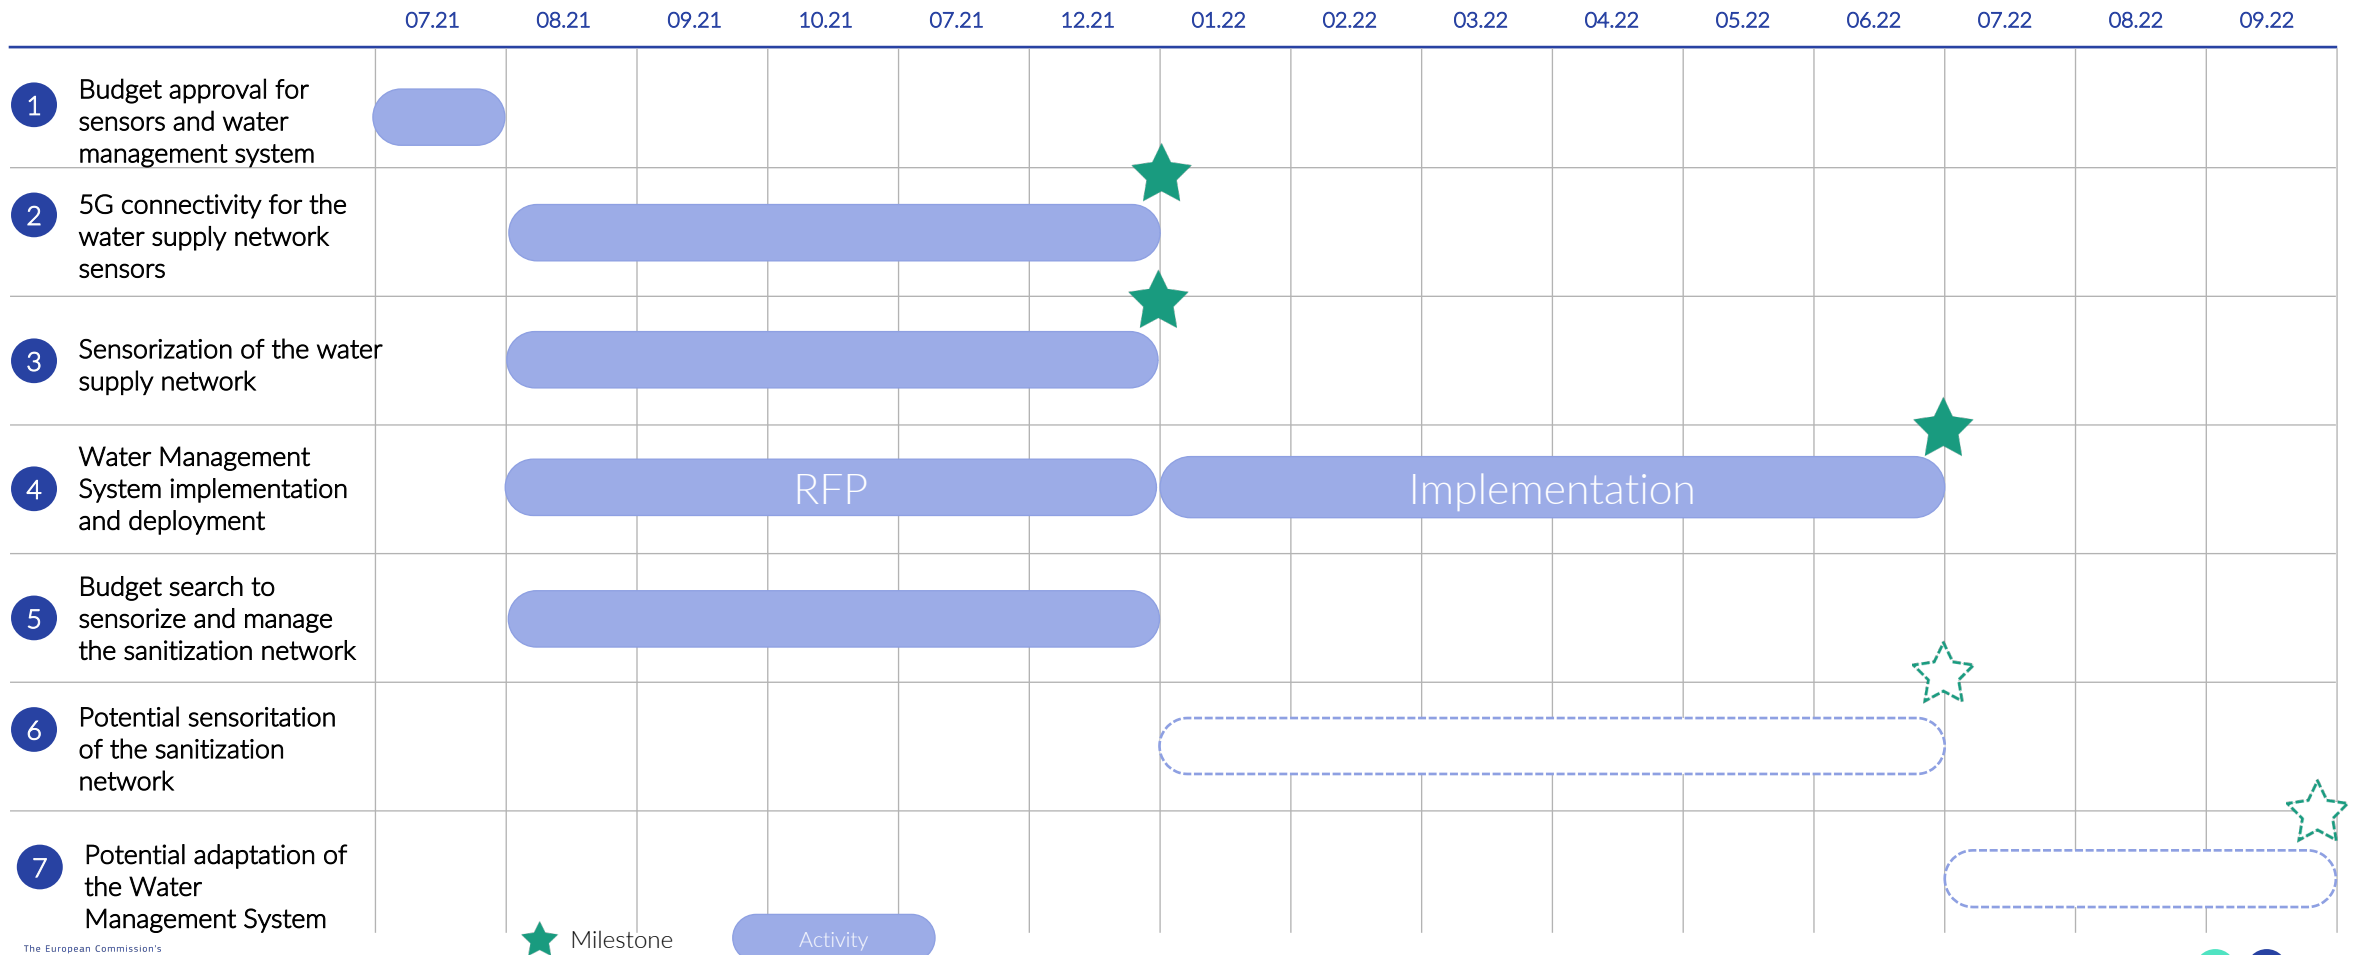 07.21 08.21 09.21 10.21 07.21 12.21 01.22 02.22 03.22 04.22 05.22 06.22 07.22 08.22 09.22
1
Budget approval for
sensors and water
management system
2
5G connectivity for the
water supply network
sensors
3
Sensorization of the water
supply network
4
Water Management
System implementation
and deployment
RFP
Implementation
5
Budget search to
sensorize and manage
the sanitization network
6
Potential sensoritation
of the sanitization
network
7
Potential adaptation of
the Water
Management System
Milestone
Activity
The European Commission's